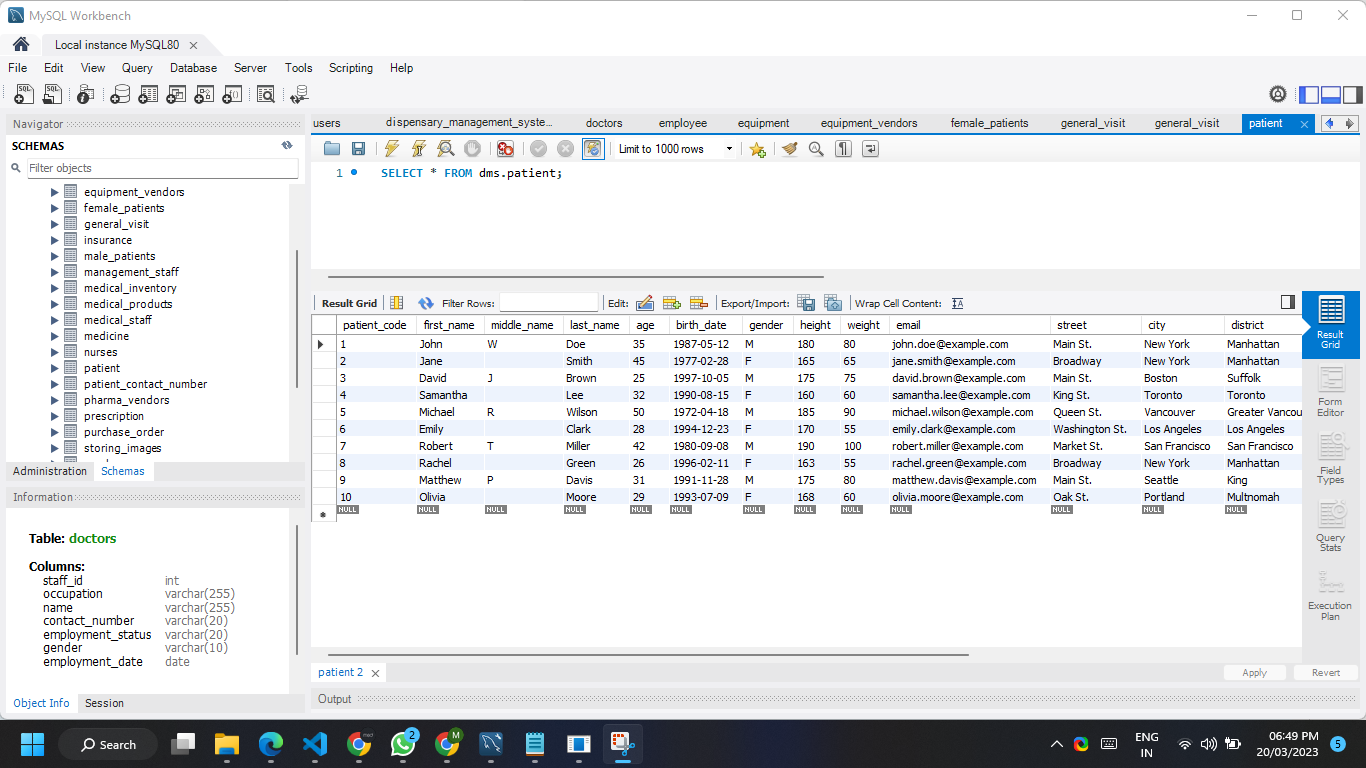 MySQL Workbench
Local instance MySQL80
File Edit View Query Database Server Tools Scripting Help
Navigator
SCHEMAS
Filter objects
equipment_vendors
female_patients
general_visit
insurance
male_patients
management_staff
medical_inventory
medical_products
medical_staff
medicine
nurses
patient
patient_contact_number
pharma_vendors
prescription
purchase_order
storing_images
Administration Schemas
Information
Table: doctors
Columns:
staff_id int
occupation varchar(255)
name varchar(255)
contact_number varchar(20)
employment_status varchar(20)
gender varchar(10)
employment_date date
Object Info Session
users dispensary_management_syste... doctors employee equipment equipment_vendors female_patients general_visit general_visit patient
Limit to 1000 rows
1 SELECT * FROM dms.patient;
Result Grid Filter Rows: Edit: Export/Import: Wrap Cell Content:
patient_code first_name middle_name last_name age birth_date gender height weight email street city district
1 John W Doe 35 1987-05-12 M 180 80 john.doe@example.com Main St. New York Manhattan
2 Jane Smith 45 1977-02-28 F 165 65 jane.smith@example.com Broadway New York Manhattan
3 David J Brown 25 1997-10-05 M 175 75 david.brown@example.com Main St. Boston Suffolk
4 Samantha Lee 32 1990-08-15 F 160 60 samantha.lee@example.com King St. Toronto Toronto
5 Michael R Wilson 50 1972-04-18 M 185 90 michael.wilson@example.com Queen St. Vancouver Greater Vancou
6 Emily Clark 28 1994-12-23 F 170 55 emily.clark@example.com Washington St. Los Angeles Los Angeles
7 Robert T Miller 42 1980-09-08 M 190 100 robert.miller@example.com Market St. San Francisco San Francisco
8 Rachel Green 26 1996-02-11 F 163 55 rachel.green@example.com Broadway New York Manhattan
9 Matthew P Davis 31 1991-11-28 M 175 80 matthew.davis@example.com Main St. Seattle King
10 Olivia Moore 29 1993-07-09 F 168 60 olivia.moore@example.com Oak St. Portland Multnomah
NULL NULL NULL NULL NULL NULL NULL NULL NULL NULL NULL NULL NULL
Result
Grid
Form
Editor
Field
Types
Query
Stats
Execution
Plan
patient 2
Apply Revert
Output
Search
2
M
ENG
IN
06:49 PM
20/03/2023
5